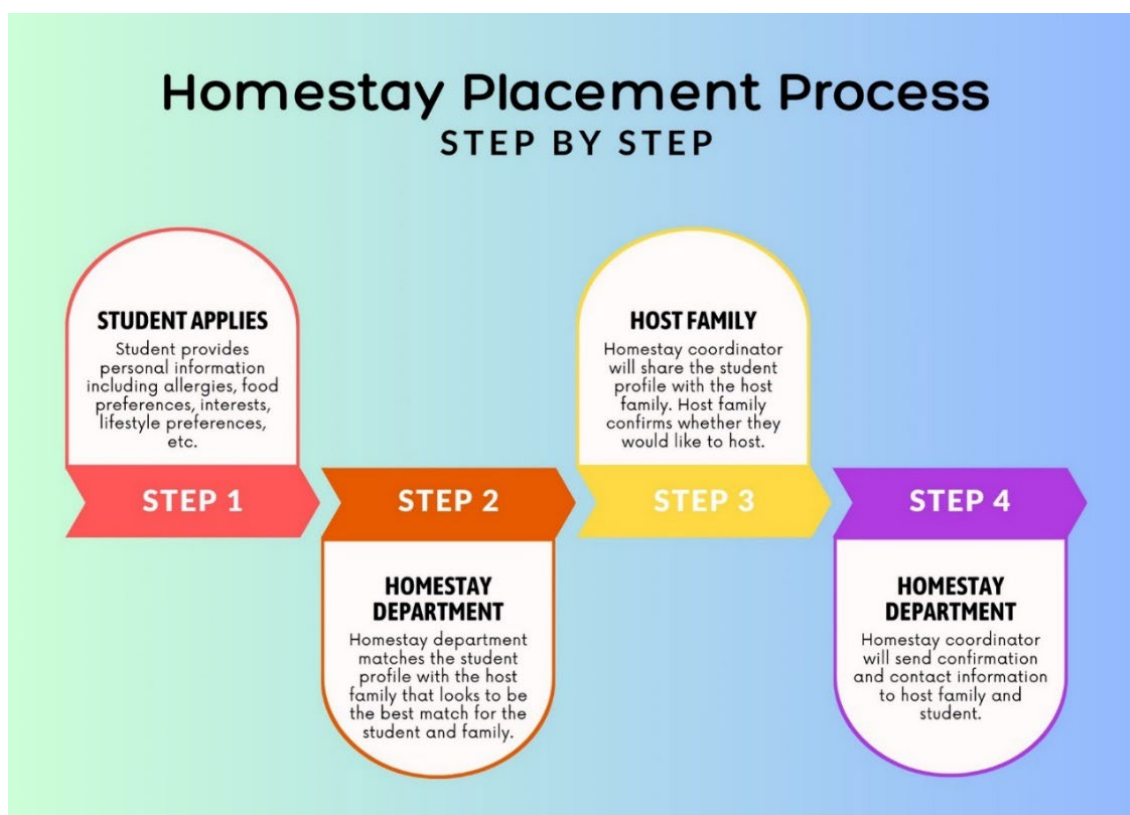 Homestay Placement Process
STEP BY STEP
STUDENT APPLIES
Student provides
personal information
including allergies, food
preferences, interests,
lifestyle preferences,
etc.
STEP 1
STEP 2
HOMESTAY
DEPARTMENT
Homestay department
matches the student
profile with the host
family that looks to be
the best match for the
student and family.
HOST FAMILY
Homestay coordinator
will share the student
profile with the host
family. Host family
confirms whether they
would like to host.
STEP 3
STEP 4
HOMESTAY
DEPARTMENT
Homestay coordinator
will send confirmation
and contact information
to host family and
student.